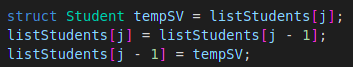 struct Student tempSV = listStudents[j];
listStudents[j] = listStudents[j - 1];
listStudents[j - 1] = tempSV;